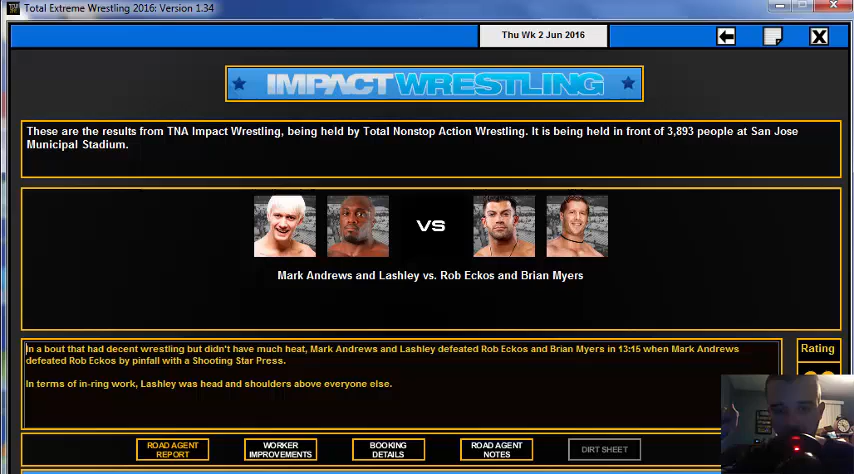 Total Extreme Wrestling 2016: Version 1.34
Thu Wk 2 Jun 2016
IMPACT WRESTLING
These are the results from TNA Impact Wrestling, being held by Total Nonstop Action Wrestling. It is being held in front of 3,893 people at San Jose
Municipal Stadium.
VS
Mark Andrews and Lashley vs. Rob Eckos and Brian Myers
In a bout that had decent wrestling but didn't have much heat, Mark Andrews and Lashley defeated Rob Eckos and Brian Myers in 13:15 when Mark Andrews
defeated Rob Eckos by pinfall with a Shooting Star Press.
In terms of in-ring work, Lashley was head and shoulders above everyone else.
Rating
ROAD AGENT
REPORT
WORKER
IMPROVEMENTS
BOOKING
DETAILS
ROAD AGENT
NOTES
DIRT SHEET